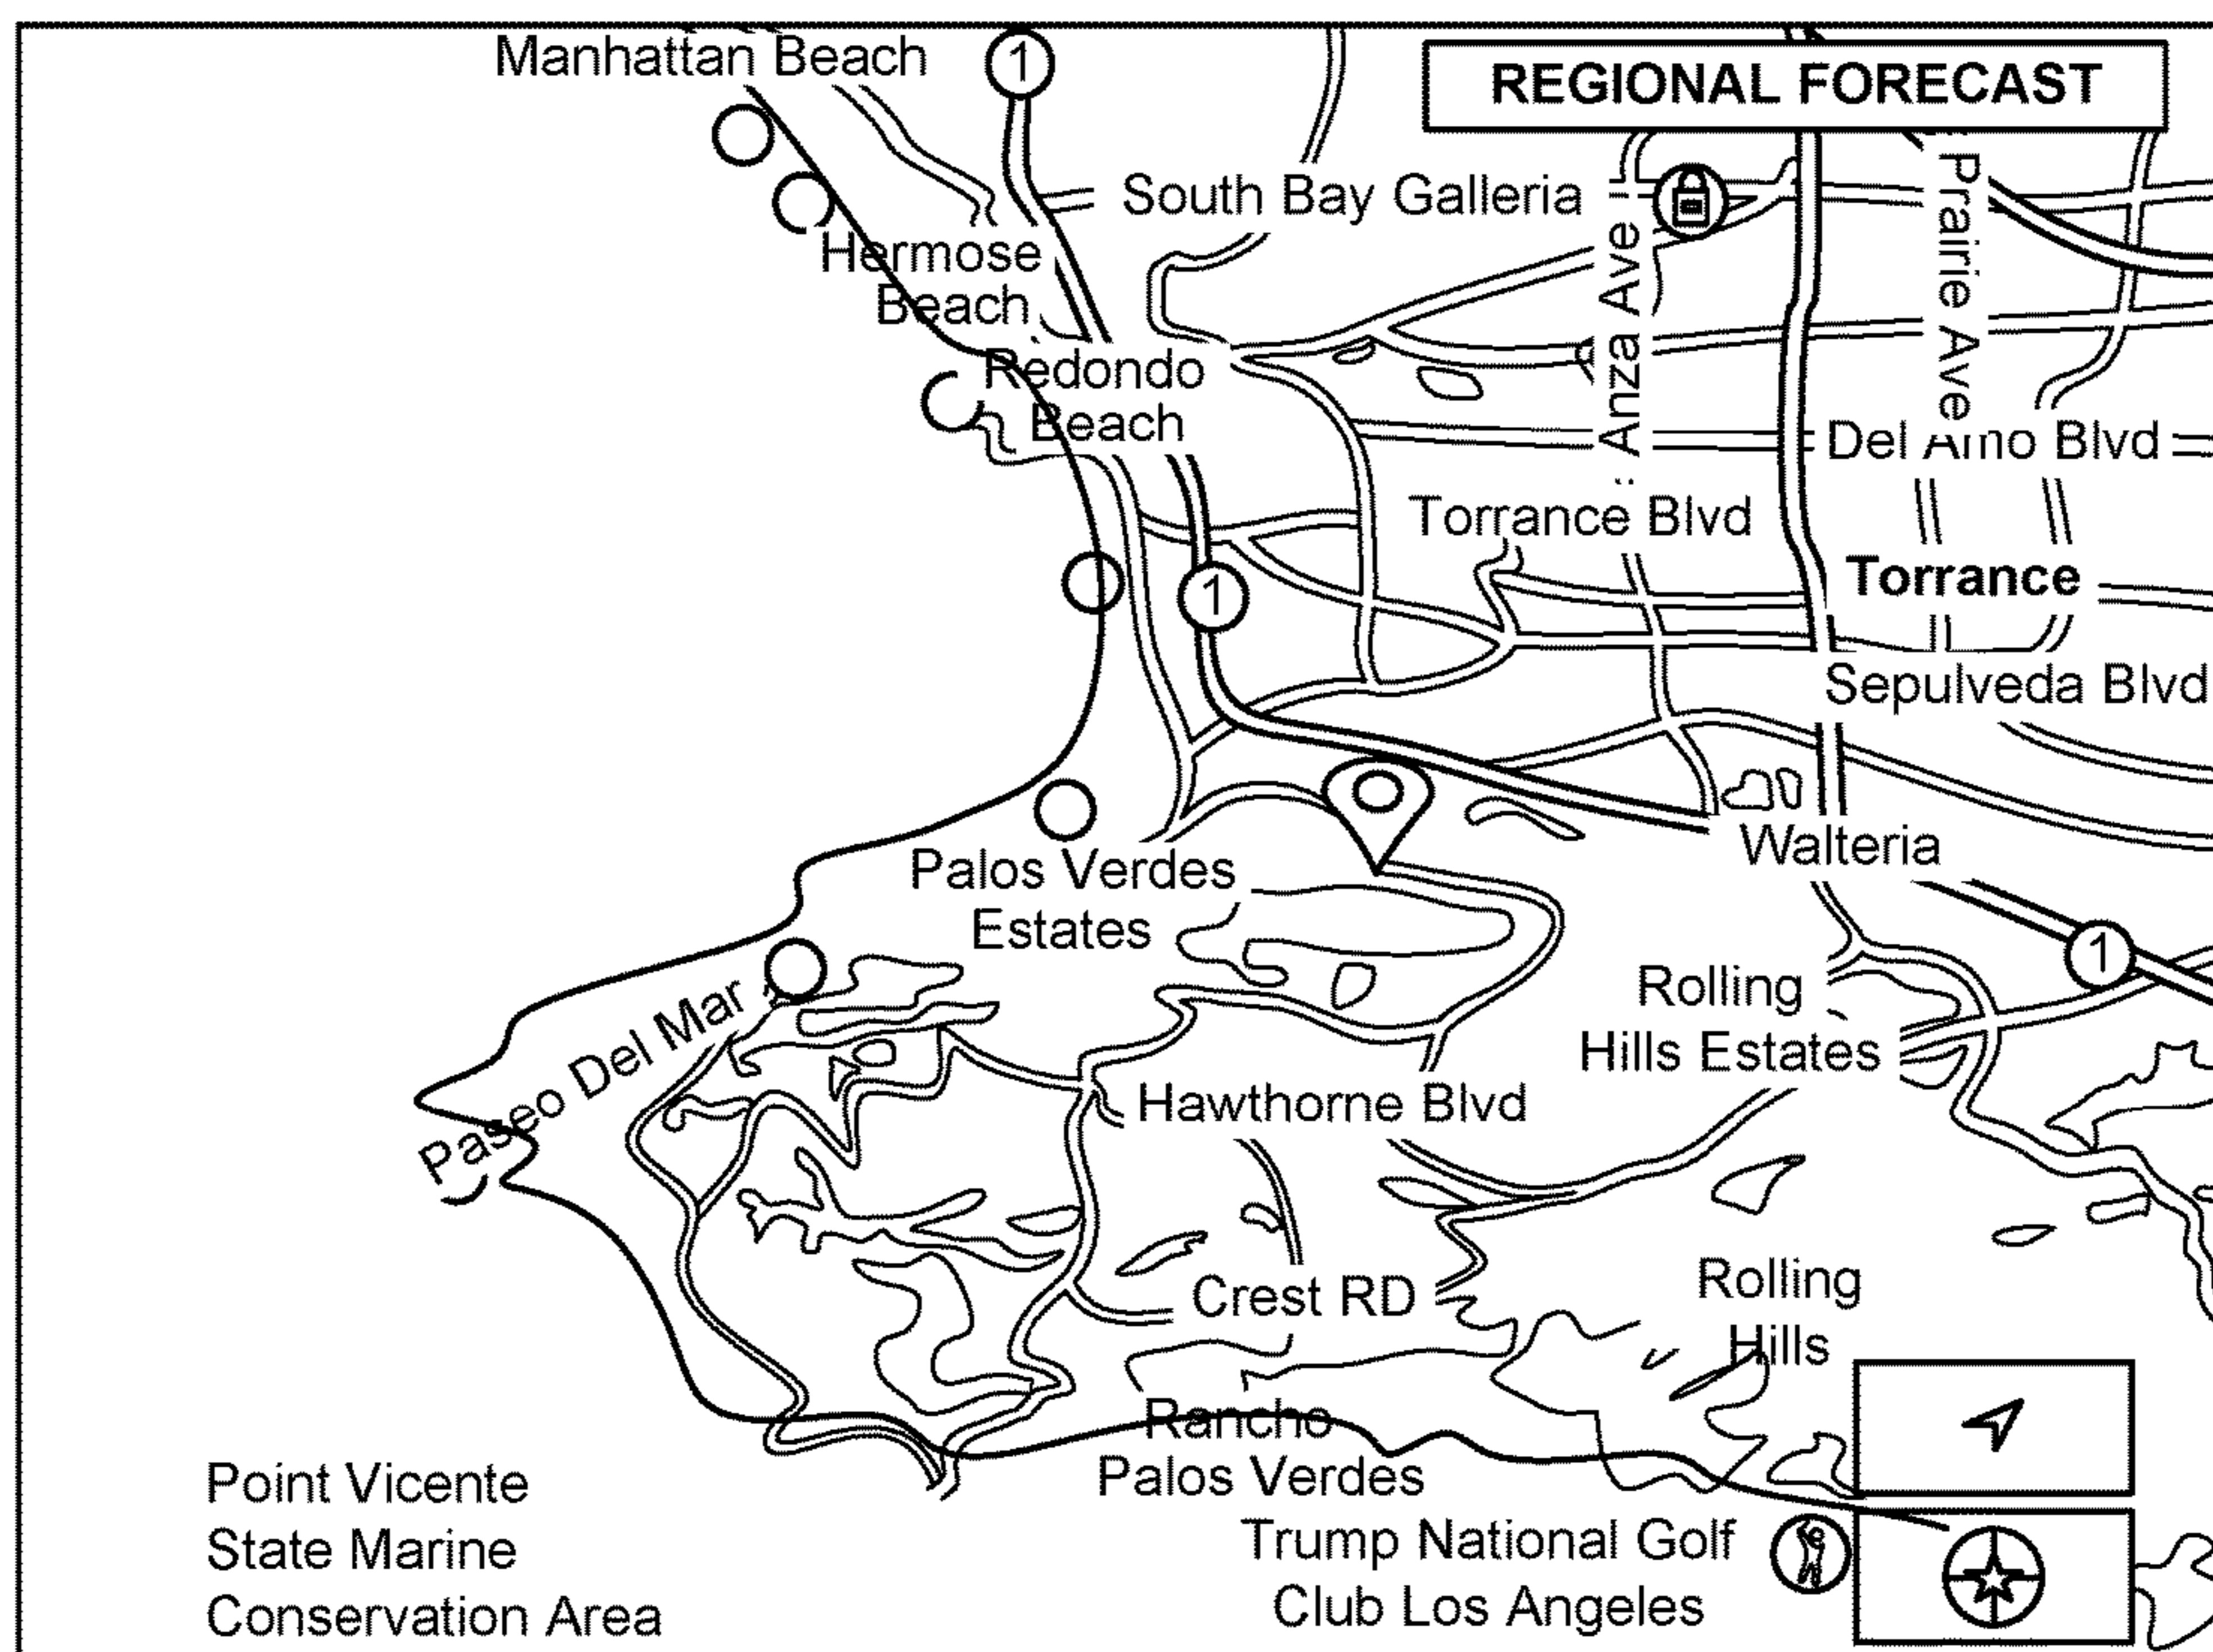 Manhattan Beach
1
REGIONAL FORECAST
South Bay Galleria
Anza Ave
Prairie Ave
Hermose
Beach
Redondo
Beach
Del Amo Blvd
Torrance Blvd
1
Torrance
Sepulveda Blvd
Walteria
Palos Verdes
Estates
1
Rolling
Hills Estates
Paseo Del Mar
Hawthorne Blvd
Crest RD
Rolling
Hills
Rancho
Palos Verdes
Point Vicente
State Marine
Conservation Area
Trump National Golf
Club Los Angeles